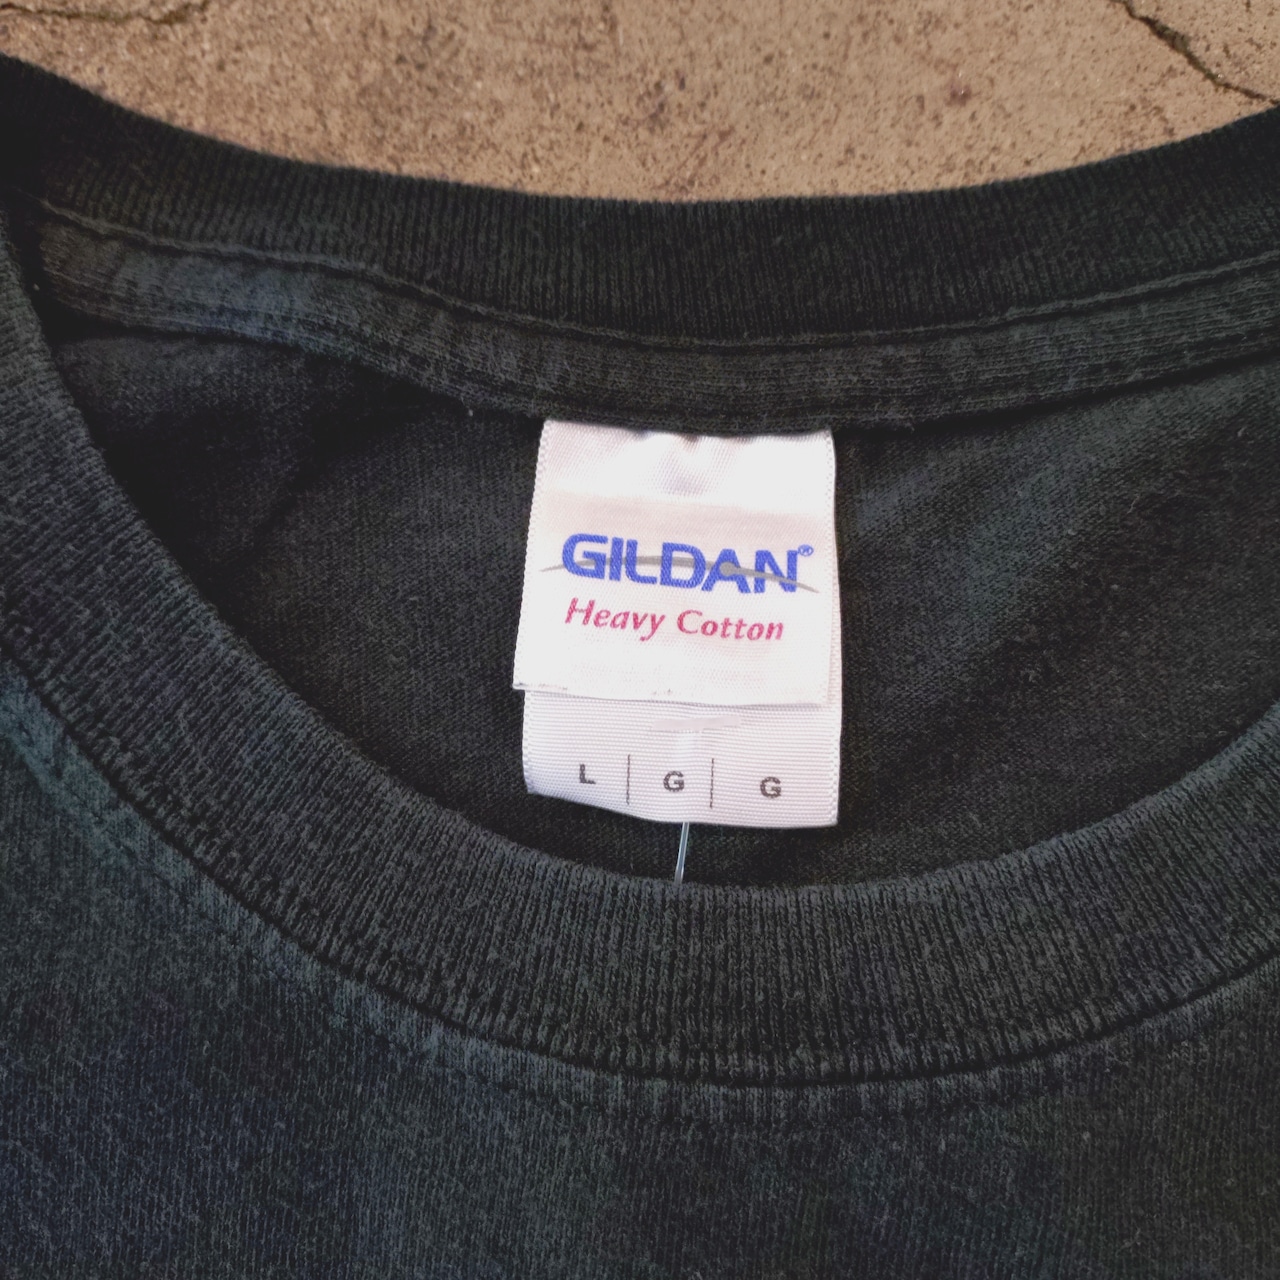 GILDAN®
Heavy Cotton
L | G | G